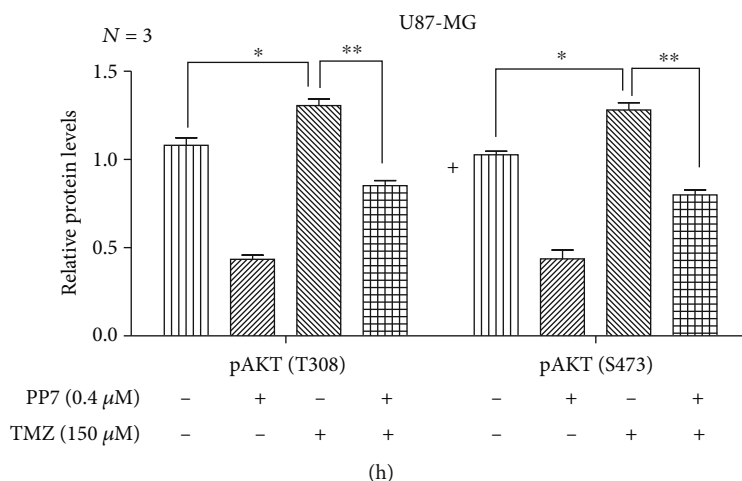 U87-MG
N = 3
* ** * **
1.5
1.0
0.5
0.0
+
Relative protein levels
pAKT (T308) pAKT (S473)
PP7 (0.4 μM) – + – + – + – +
TMZ (150 μM) – – + + – – + +
(h)